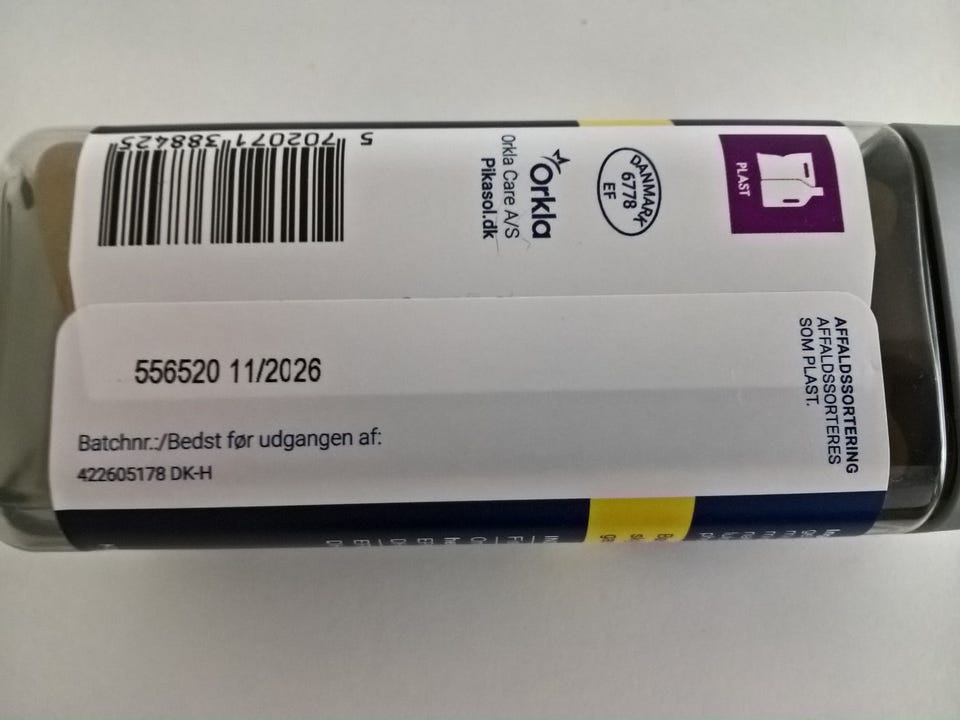 5 702071 388425
Orkla
Orkla Care A/S
Pikasol.dk
DANMARK
6778
EF
PLAST
AFFALDSSORTERING
AFFALDSSORTERES
SOM PLAST.
556520 11/2026
Batchnr.:/Bedst før udgangen af:
422605178 DK-H